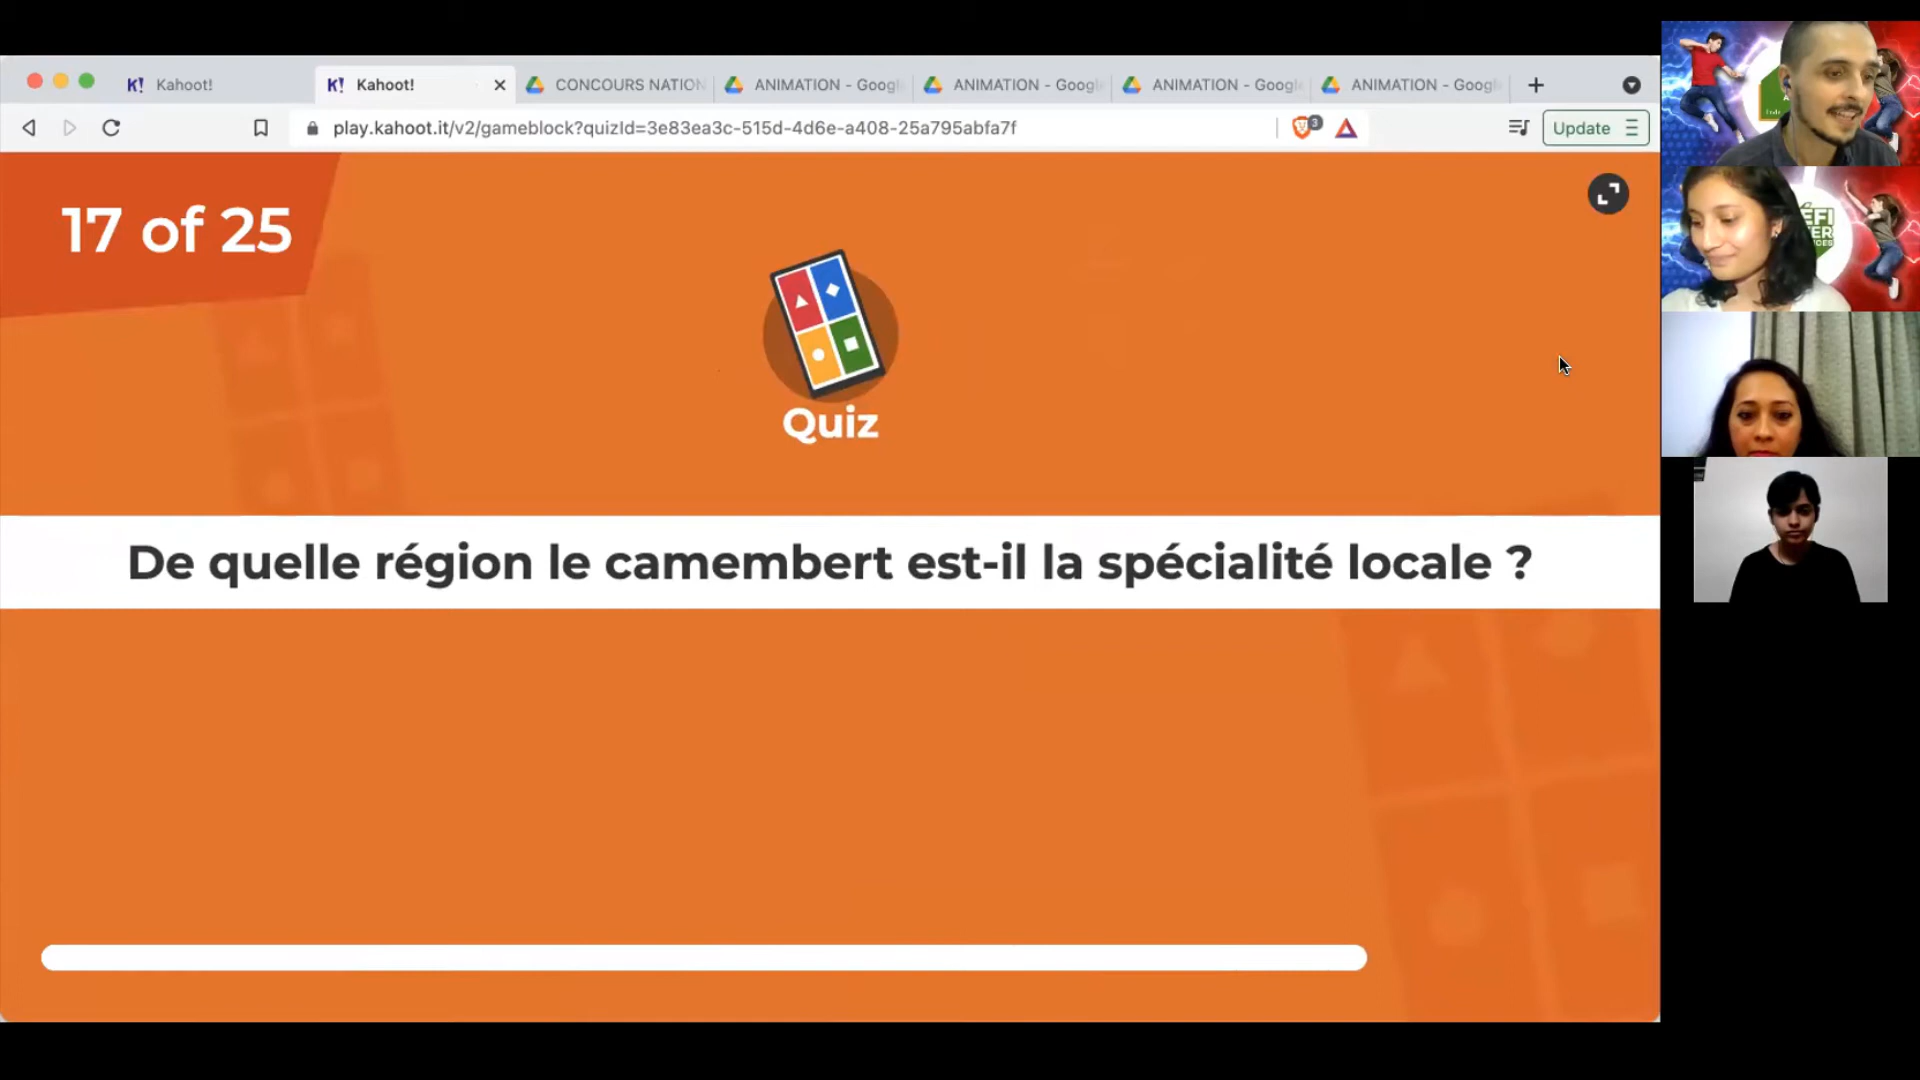 Kahoot!
Kahoot!
CONCOURS NATION
ANIMATION - Googl
ANIMATION - Googl
ANIMATION - Googl
ANIMATION - Googl
play.kahoot.it/v2/gameblock?quizId=3e83ea3c-515d-4d6e-a408-25a795abfa7f
3
Update
17 of 25
Quiz
De quelle région le camembert est-il la spécialité locale ?